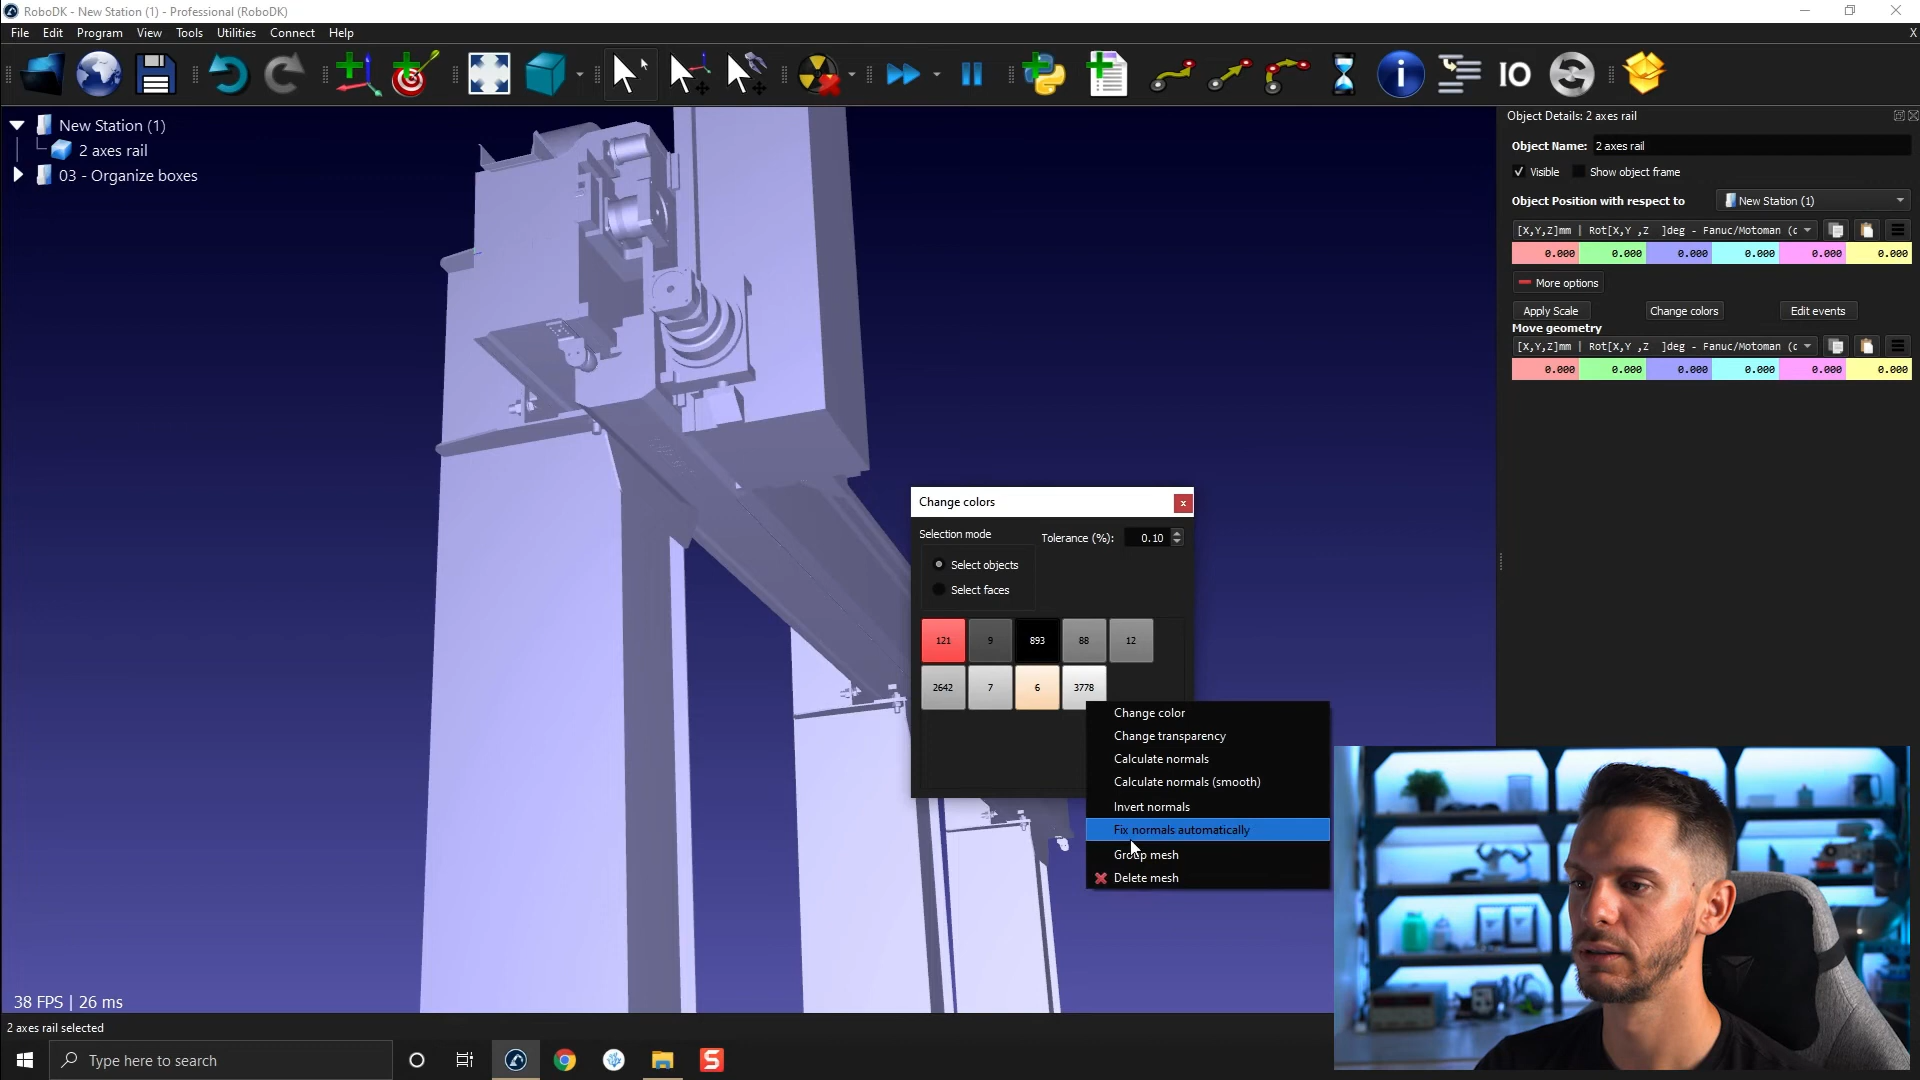 RoboDK - New Station (1) - Professional (RoboDK)
File Edit Program View Tools Utilities Connect Help
X
IO
New Station (1)
2 axes rail
03 - Organize boxes
Object Details: 2 axes rail
Object Name: 2 axes rail
Visible Show object frame
Object Position with respect to New Station (1)
[X,Y,Z]mm | Rot[X,Y ,Z ]deg - Fanuc/Motoman (c
0.000 0.000 0.000 0.000 0.000 0.000
More options
Apply Scale Change colors Edit events
Move geometry
[X,Y,Z]mm | Rot[X,Y ,Z ]deg - Fanuc/Motoman (c
0.000 0.000 0.000 0.000 0.000 0.000
Change colors
x
Selection mode
Tolerance (%): 0.10
Select objects
Select faces
121 9 893 88 12
2642 7 6 3778
Change color
Change transparency
Calculate normals
Calculate normals (smooth)
Invert normals
Fix normals automatically
Group mesh
Delete mesh
38 FPS | 26 ms
2 axes rail selected
Type here to search
S